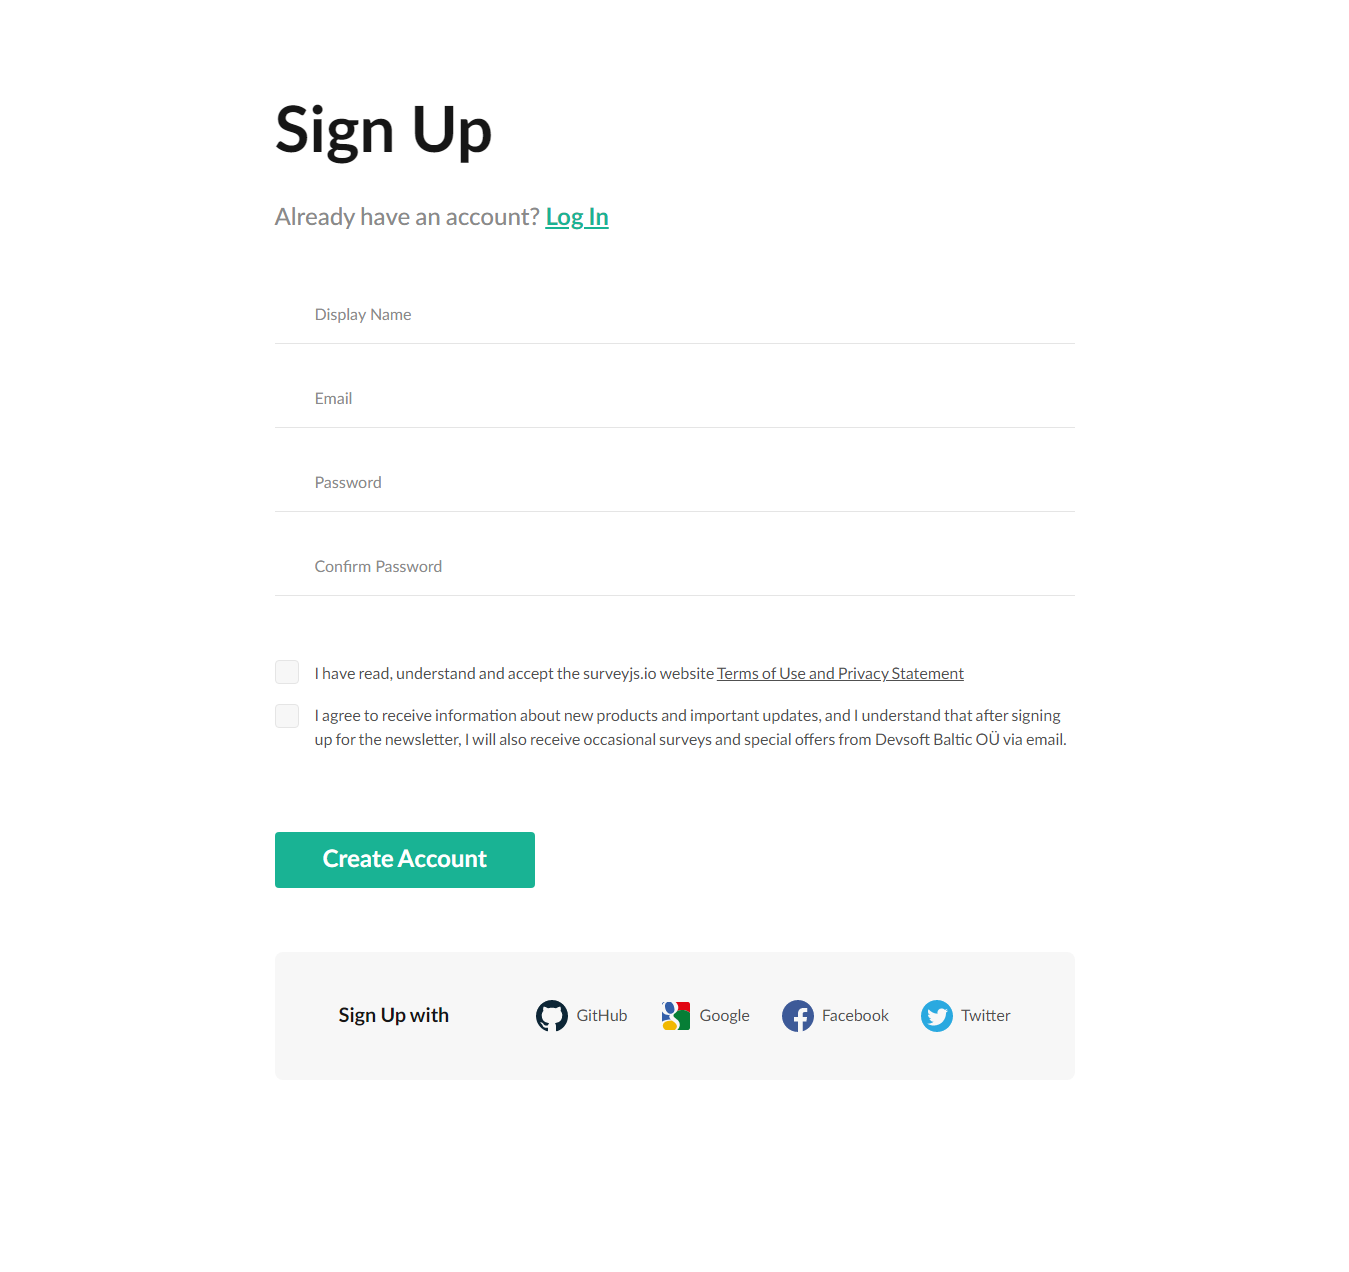 Sign Up
Already have an account? Log In
Display Name
Email
Password
Confirm Password
I have read, understand and accept the surveyjs.io website Terms of Use and Privacy Statement
I agree to receive information about new products and important updates, and I understand that after signing
up for the newsletter, I will also receive occasional surveys and special offers from Devsoft Baltic OÜ via email.
Create Account
Sign Up with GitHub Google Facebook Twitter